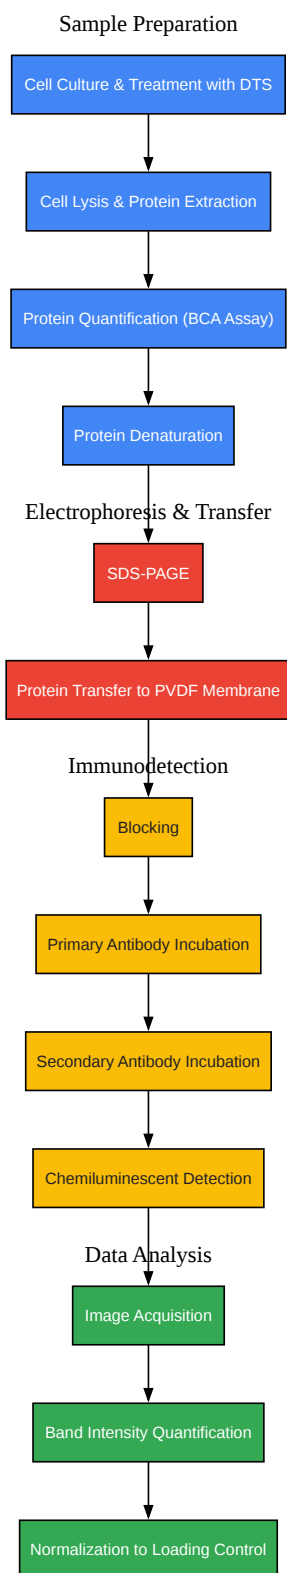 Sample Preparation
Cell Culture & Treatment with DTS
Cell Lysis & Protein Extraction
Protein Quantification (BCA Assay)
Protein Denaturation
Electrophoresis & Transfer
SDS-PAGE
Protein Transfer to PVDF Membrane
Immunodetection
Blocking
Primary Antibody Incubation
Secondary Antibody Incubation
Chemiluminescent Detection
Data Analysis
Image Acquisition
Band Intensity Quantification
Normalization to Loading Control